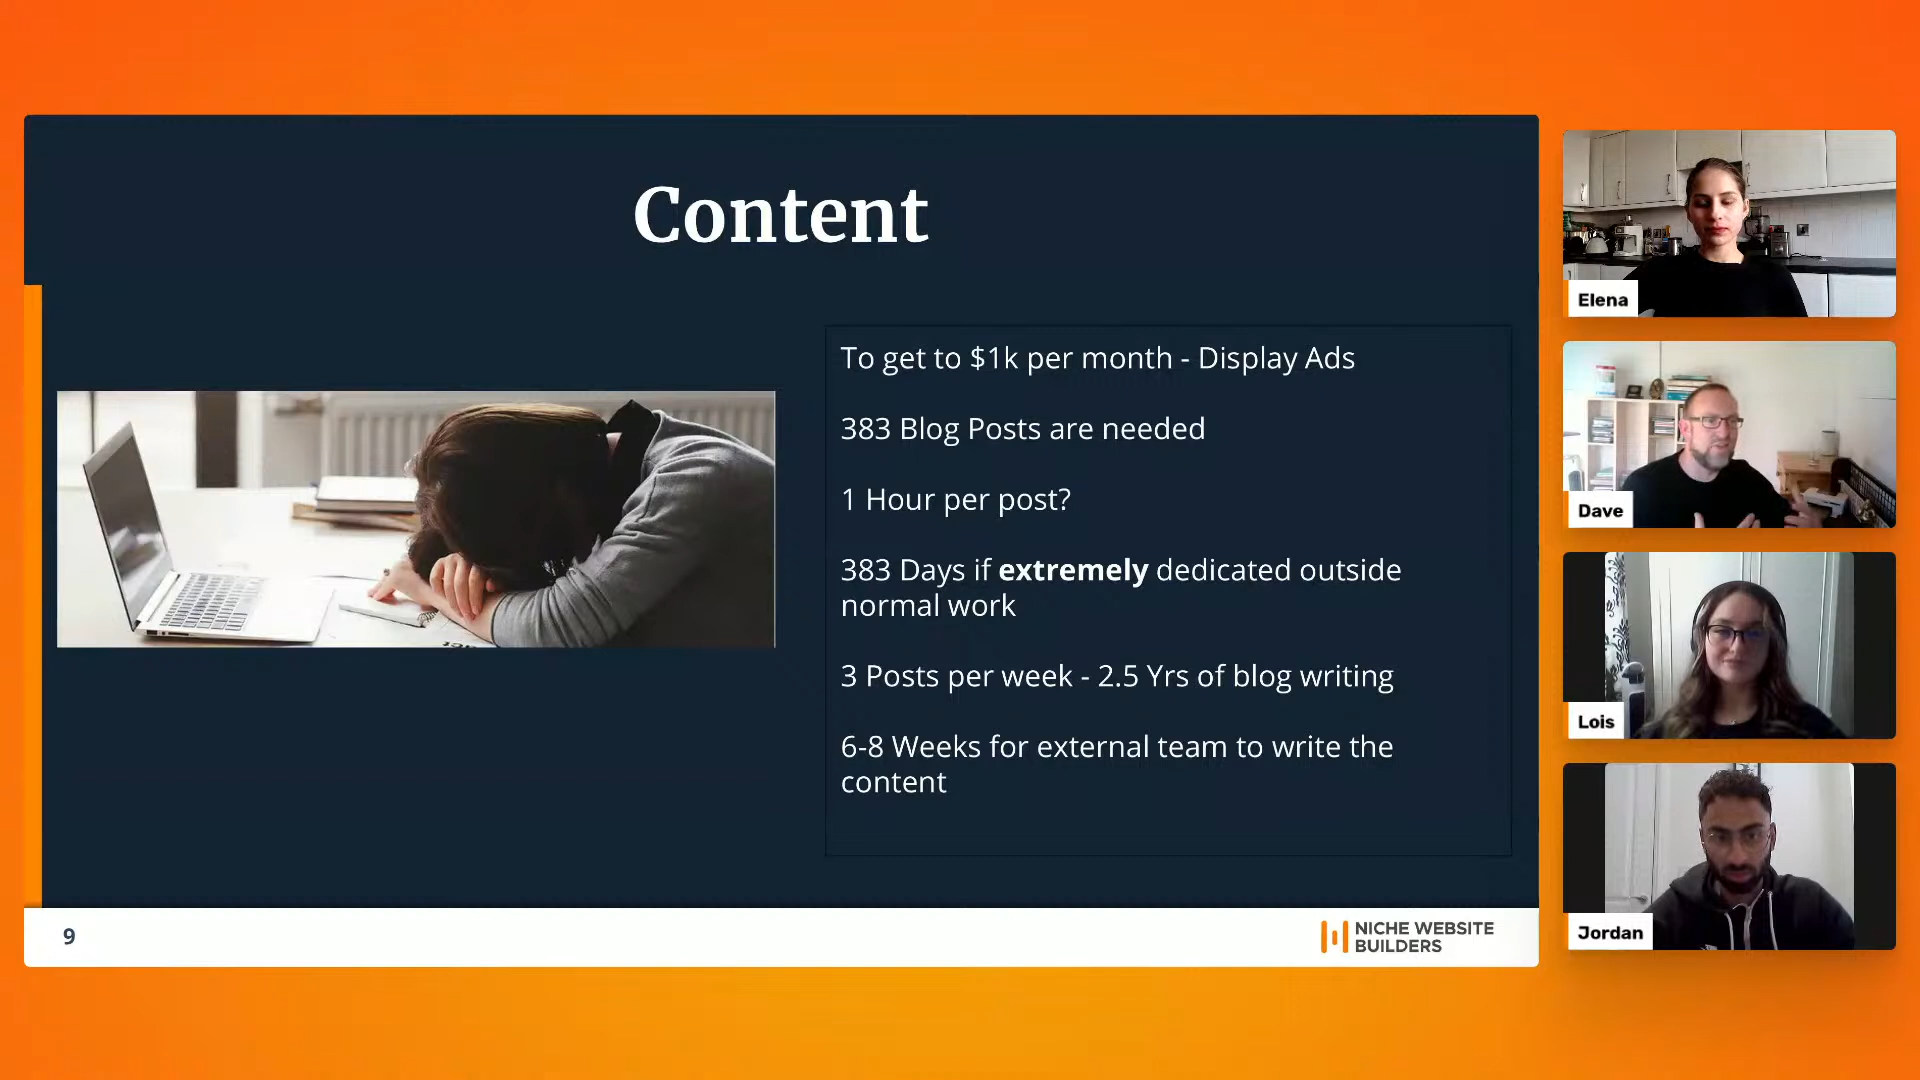 Content
To get to $1k per month - Display Ads
383 Blog Posts are needed
1 Hour per post?
383 Days if extremely dedicated outside
normal work
3 Posts per week - 2.5 Yrs of blog writing
6-8 Weeks for external team to write the
content
9
NICHE WEBSITE
BUILDERS
Elena
Dave
Lois
Jordan